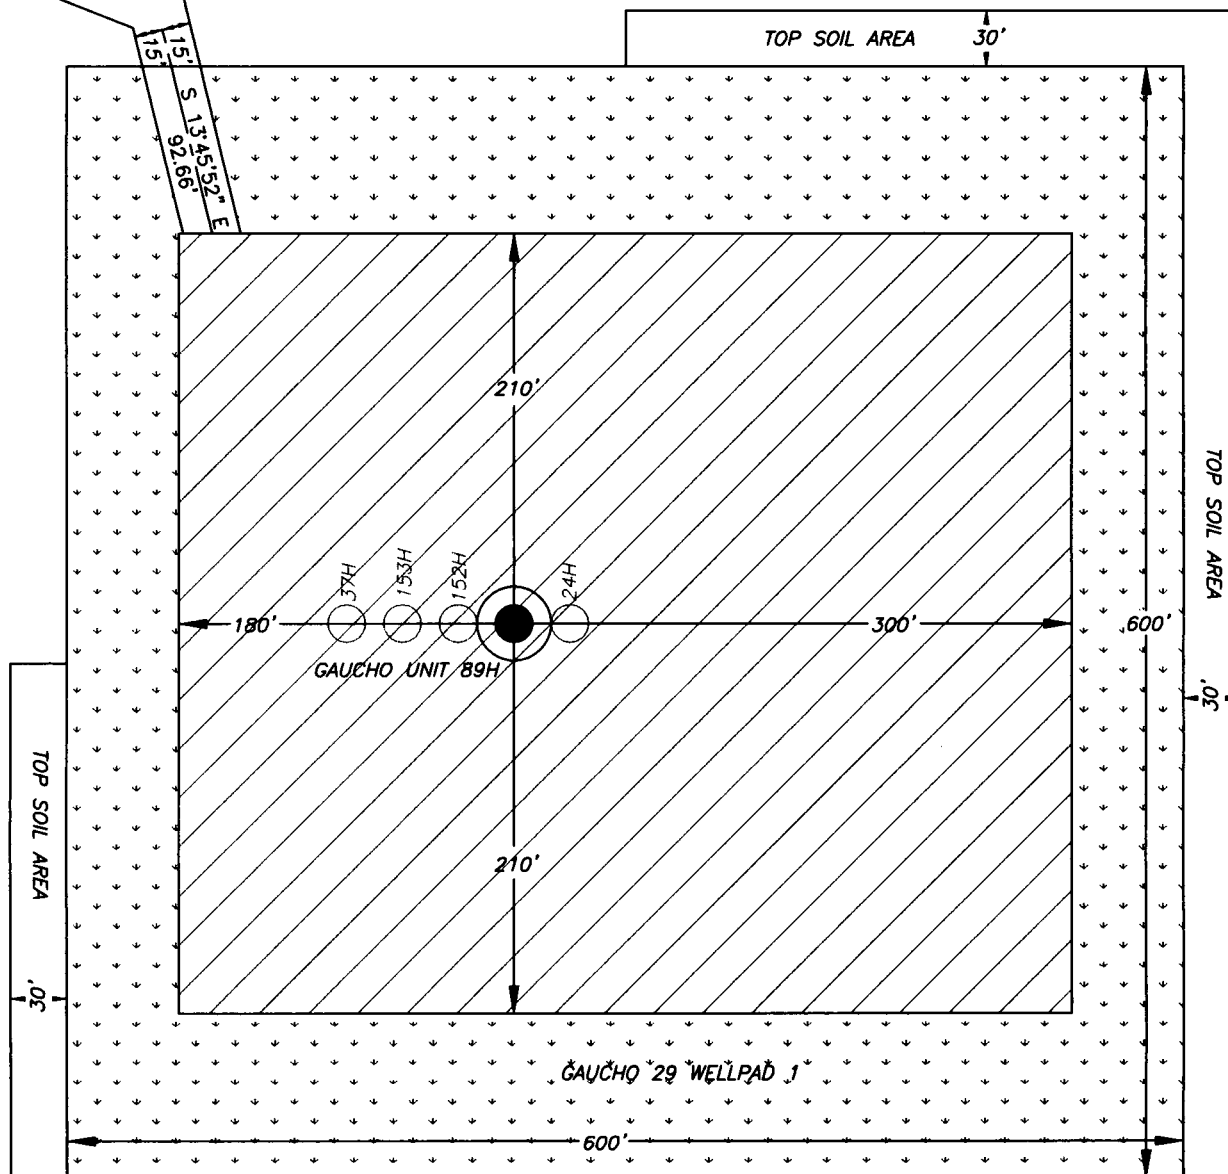 TOP SOIL AREA 30'
15'
15'
S 13°45'52" E
92.66'
210'
TOP SOIL AREA
37H
153H
152H
24H
180'
300'
600'
GAUCHO UNIT 89H
30'
TOP SOIL AREA
210'
30'
GAUCHO 29 WELLPAD 1
600'